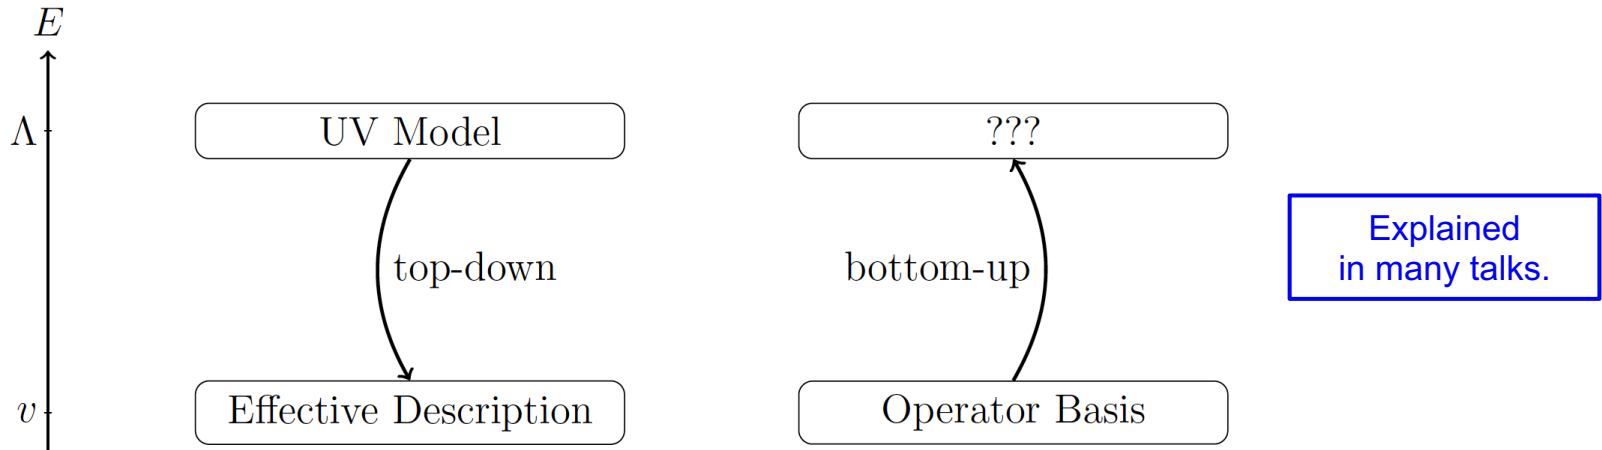 E
Λ
UV Model
???
top-down
bottom-up
Explained
in many talks.
v
Effective Description
Operator Basis